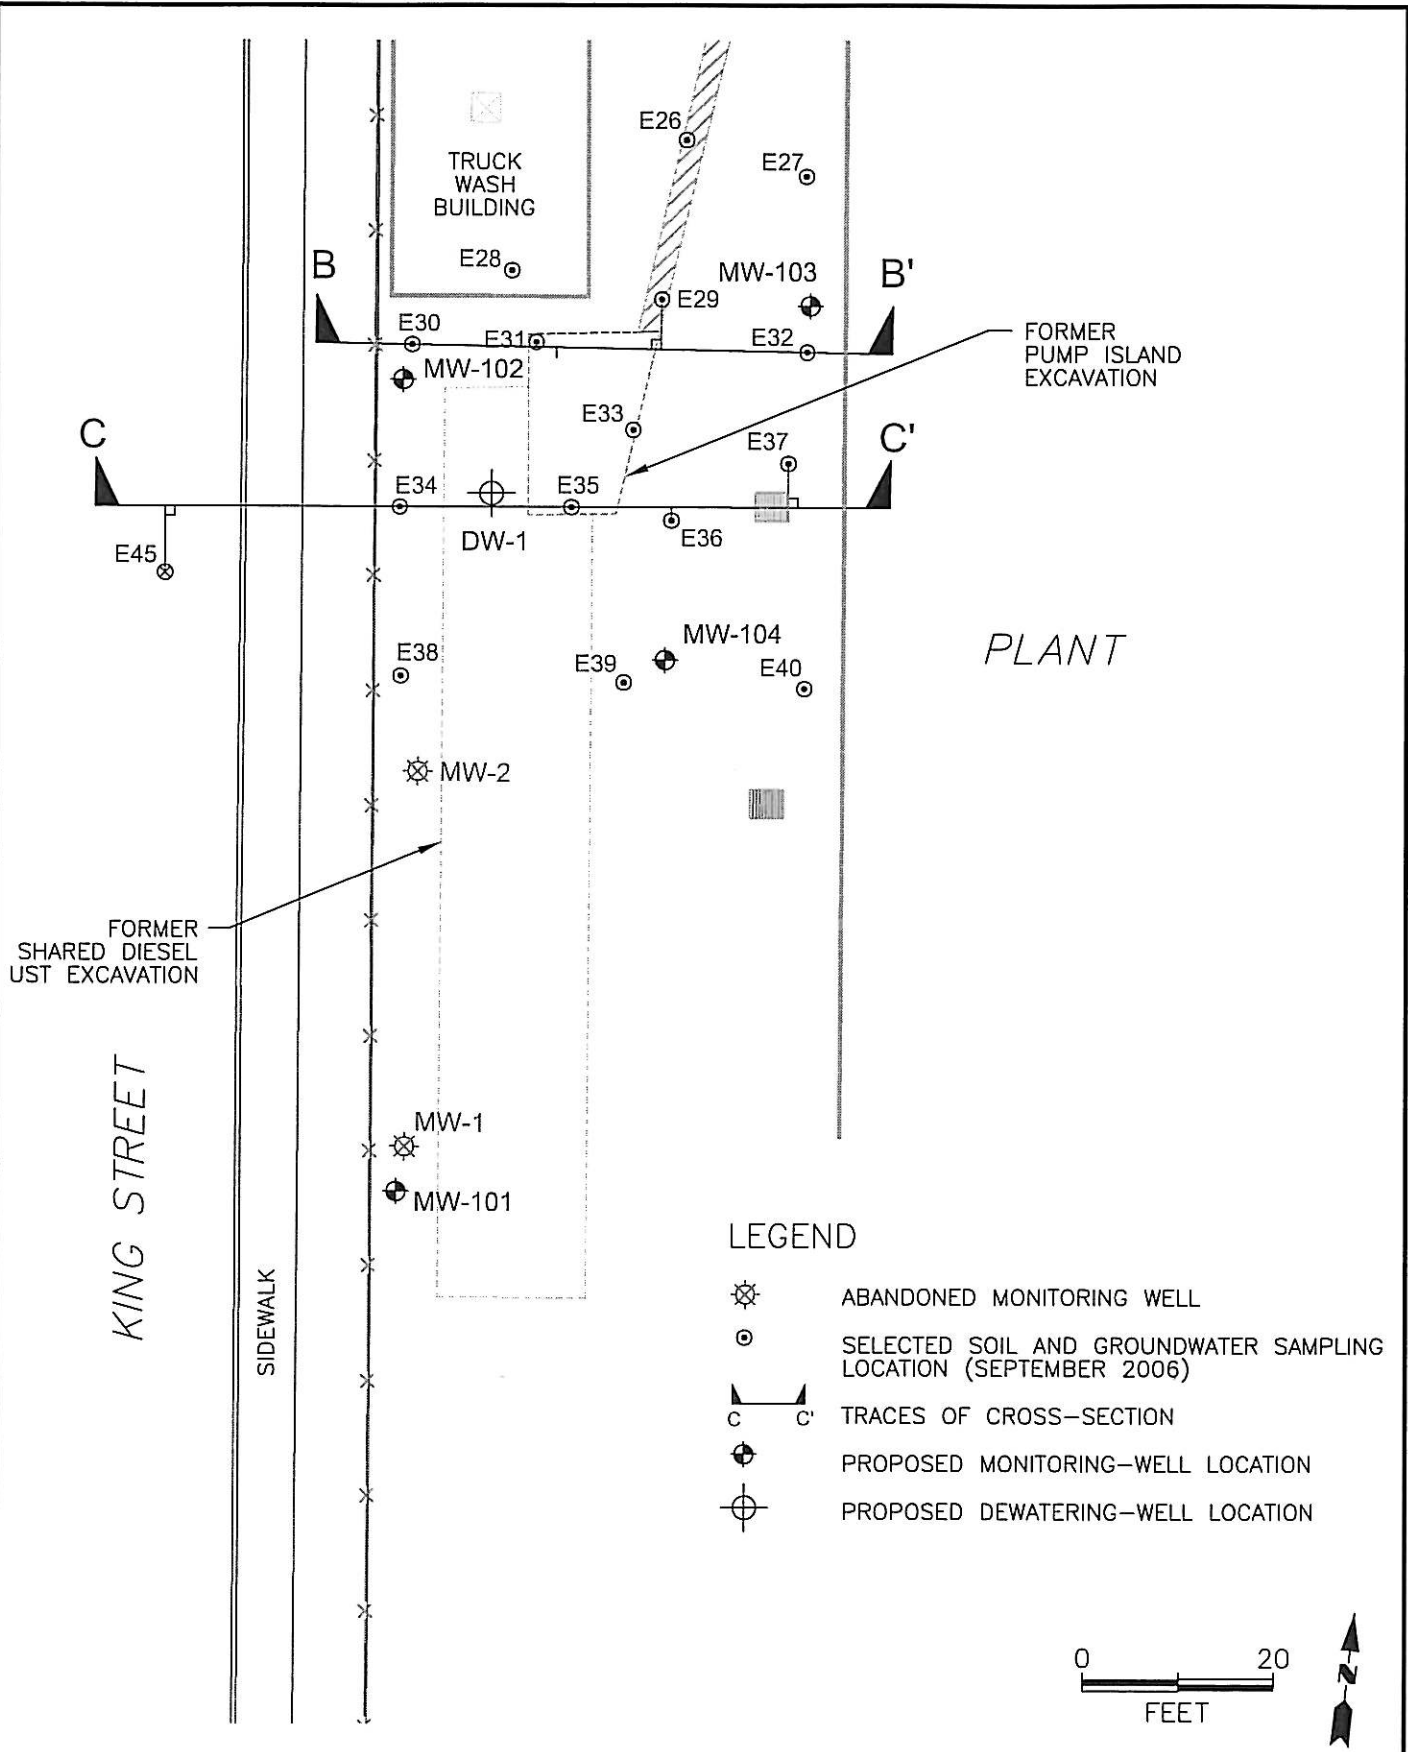 E26
E27
TRUCK
WASH
BUILDING
E28
B
MW-103
B'
E29
E30
E31
E32
FORMER
PUMP ISLAND
EXCAVATION
MW-102
E33
C
E37
C'
E34
E35
DW-1
E36
E45
MW-104
PLANT
E38
E39
E40
MW-2
FORMER
SHARED DIESEL
UST EXCAVATION
MW-1
MW-101
KING STREET
SIDEWALK
LEGEND
ABANDONED MONITORING WELL
SELECTED SOIL AND GROUNDWATER SAMPLING
LOCATION (SEPTEMBER 2006)
C C' TRACES OF CROSS-SECTION
PROPOSED MONITORING-WELL LOCATION
PROPOSED DEWATERING-WELL LOCATION
0 20
FEET
N